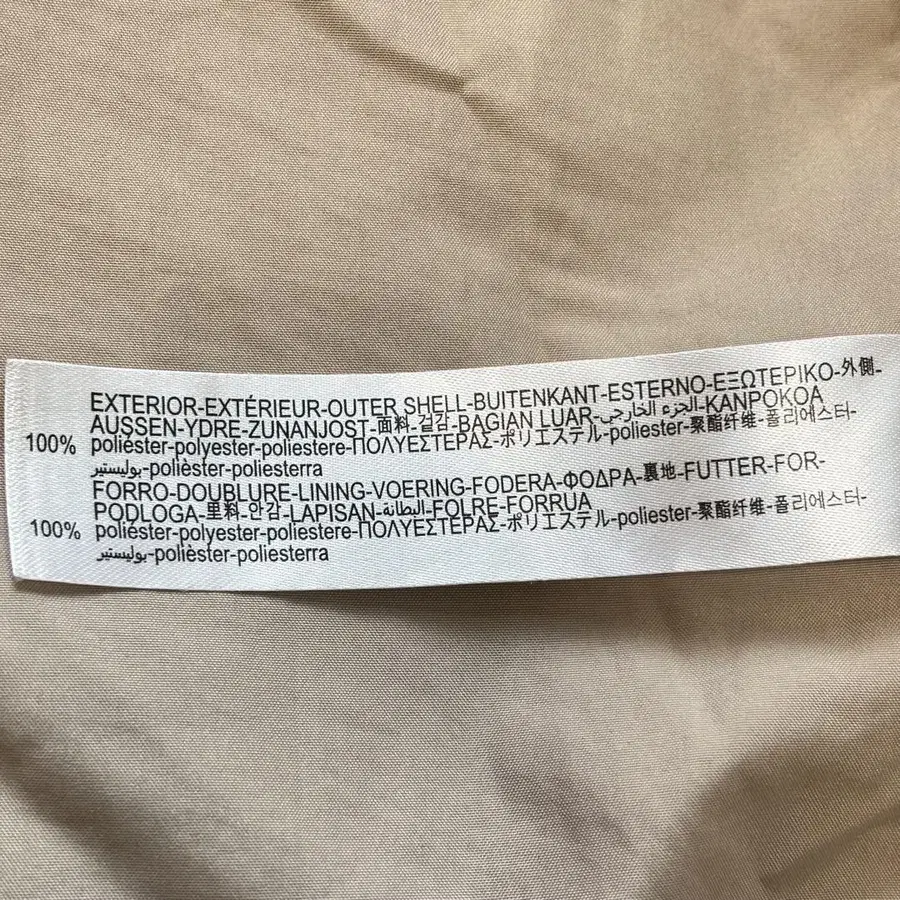 EXTERIOR-EXTÉRIEUR-OUTER SHELL-BUITENKANT-ESTERNO-ΕΞΩΤΕΡΙΚΟ-外側-
AUSSEN-YDRE-ZUNANJOST-面料-겉감-BAGIAN LUAR-الجزء الخارجي-KANPOKOA
100% poliéster-polyester-poliestere-ΠΟΛΥΕΣΤΕΡΑΣ-ポリエステル-poliester-聚酯纤维-폴리에스터-
بوليستير-polièster-poliesterra
FORRO-DOUBLURE-LINING-VOERING-FODERA-ΦΟΔΡΑ-裏地-FUTTER-FOR-
PODLOGA-里料-안감-LAPISAN-البطانة-FOLRE-FORRUA
100% poliéster-polyester-poliestere-ΠΟΛΥΕΣΤΕΡΑΣ-ポリエステル-poliester-聚酯纤维-폴리에스터-
بوليستير-polièster-poliesterra